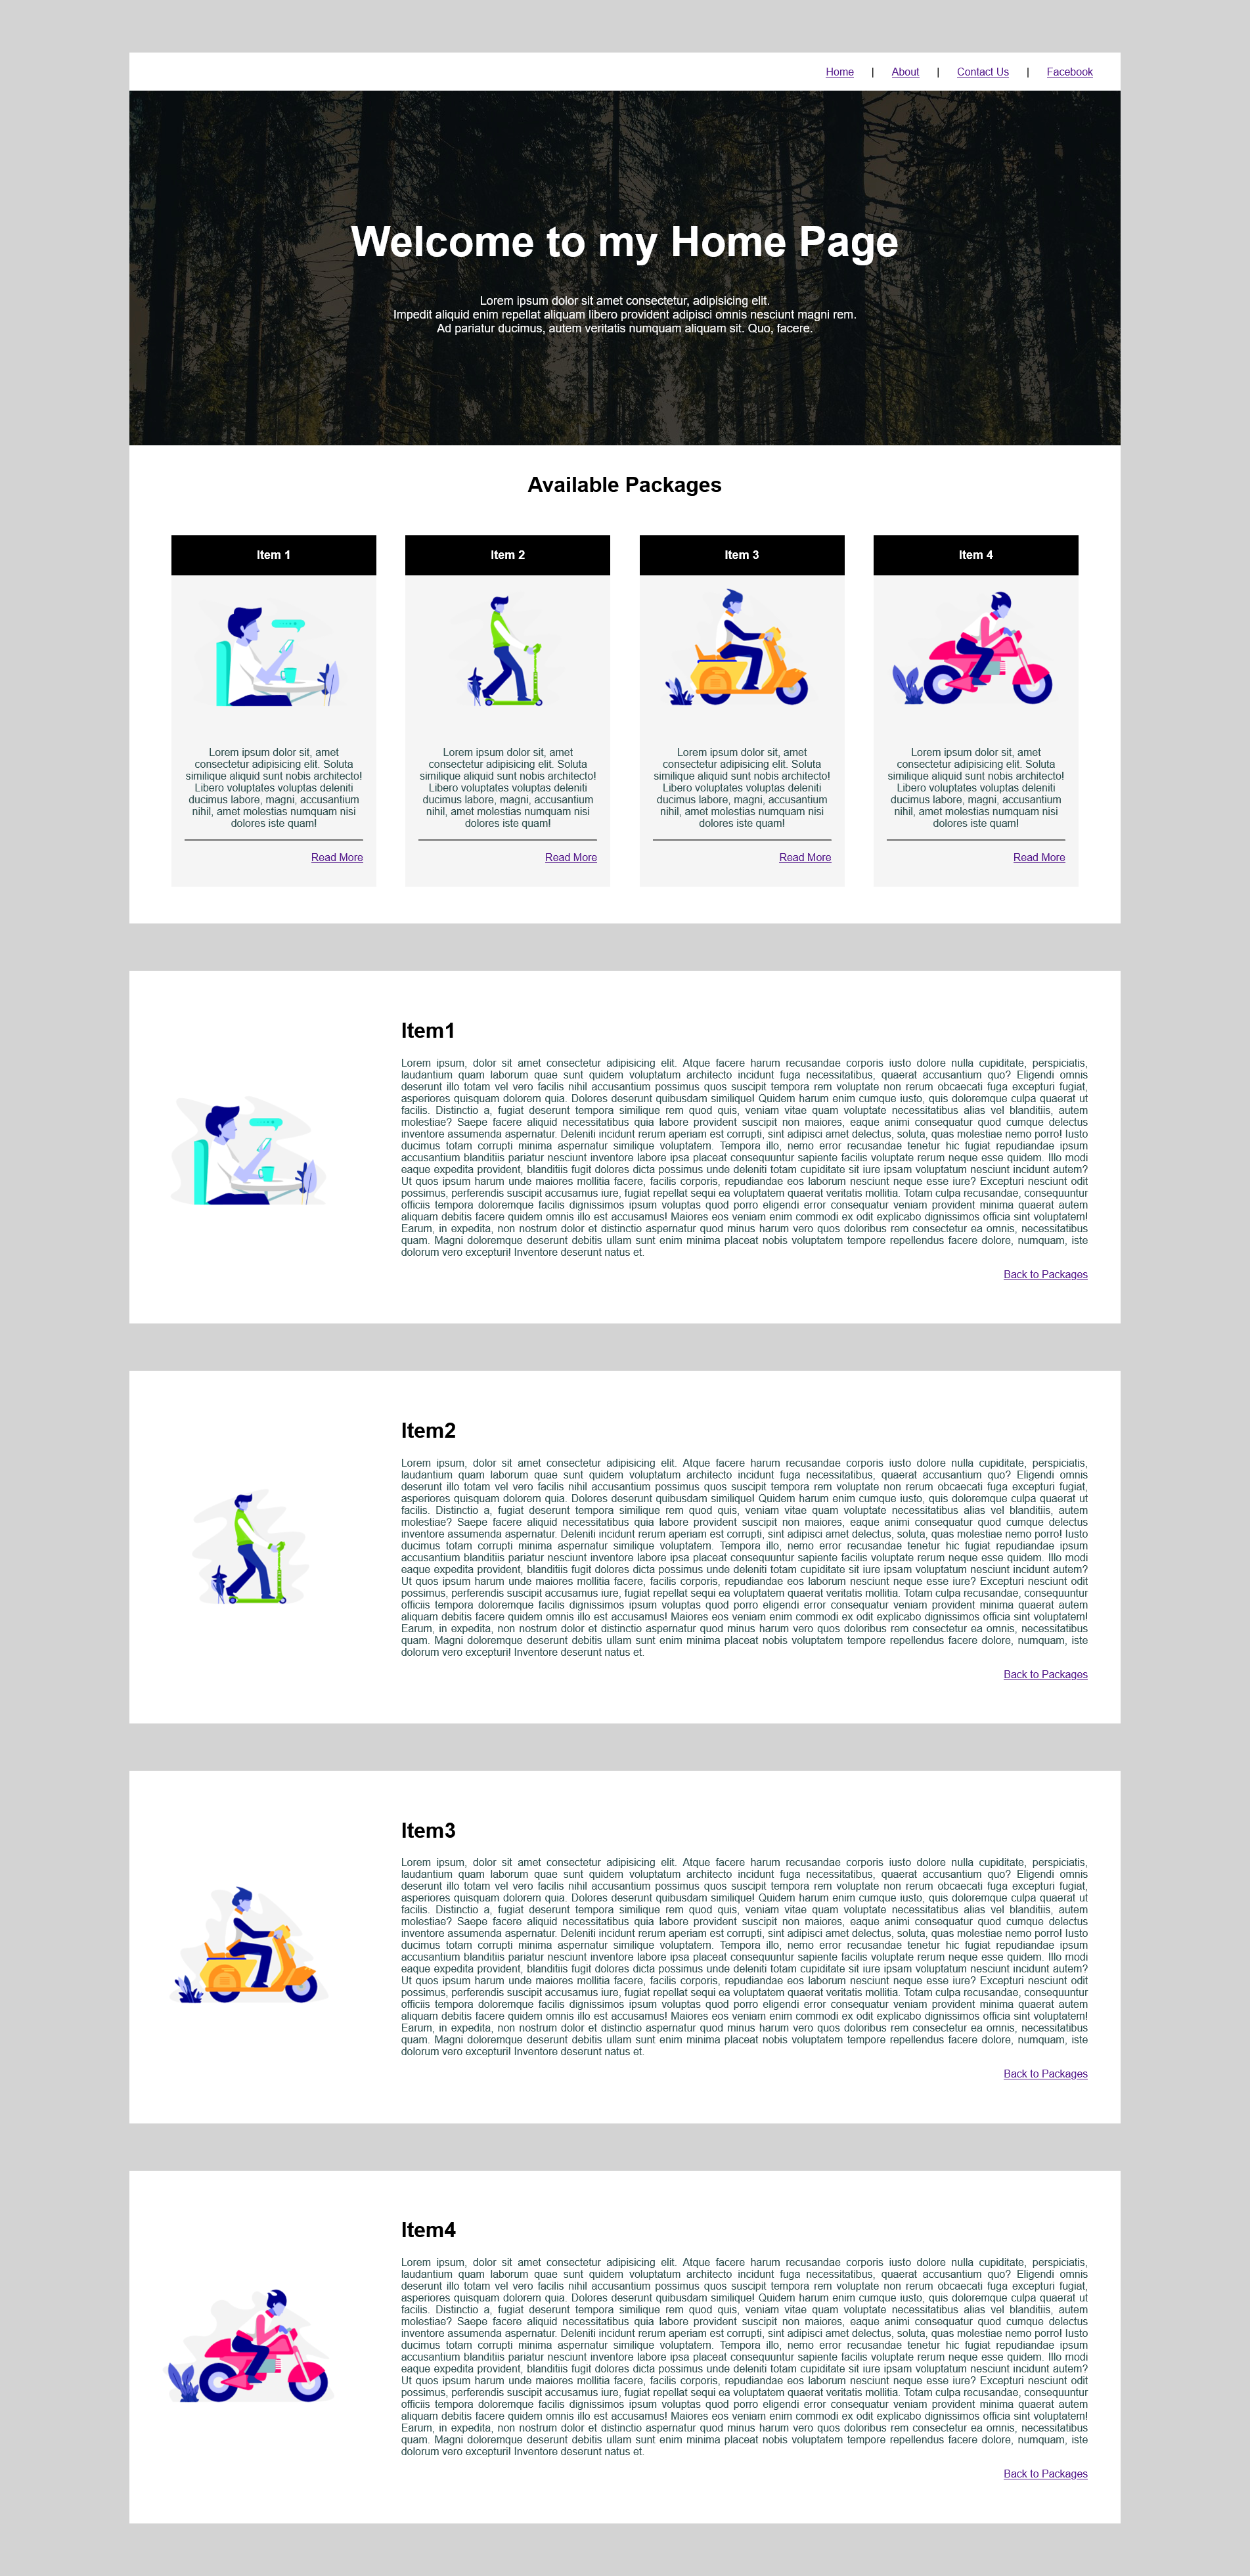 Home | About | Contact Us | Facebook
Welcome to my Home Page
Lorem ipsum dolor sit amet consectetur, adipisicing elit.
Impedit aliquid enim repellat aliquam libero provident adipisci omnis nesciunt magni rem.
Ad pariatur ducimus, autem veritatis numquam aliquam sit. Quo, facere.
Available Packages
Item 1
Lorem ipsum dolor sit, amet
consectetur adipisicing elit. Soluta
similique aliquid sunt nobis architecto!
Libero voluptates voluptas deleniti
ducimus labore, magni, accusantium
nihil, amet molestias numquam nisi
dolores iste quam!
Read More
Item 2
Lorem ipsum dolor sit, amet
consectetur adipisicing elit. Soluta
similique aliquid sunt nobis architecto!
Libero voluptates voluptas deleniti
ducimus labore, magni, accusantium
nihil, amet molestias numquam nisi
dolores iste quam!
Read More
Item 3
Lorem ipsum dolor sit, amet
consectetur adipisicing elit. Soluta
similique aliquid sunt nobis architecto!
Libero voluptates voluptas deleniti
ducimus labore, magni, accusantium
nihil, amet molestias numquam nisi
dolores iste quam!
Read More
Item 4
Lorem ipsum dolor sit, amet
consectetur adipisicing elit. Soluta
similique aliquid sunt nobis architecto!
Libero voluptates voluptas deleniti
ducimus labore, magni, accusantium
nihil, amet molestias numquam nisi
dolores iste quam!
Read More
Item1
Lorem ipsum, dolor sit amet consectetur adipisicing elit. Atque facere harum recusandae corporis iusto dolore nulla cupiditate, perspiciatis,
laudantium quam laborum quae sunt quidem voluptatum architecto incidunt fuga necessitatibus, quaerat accusantium quo? Eligendi omnis
deserunt illo totam vel vero facilis nihil accusantium possimus quos suscipit tempora rem voluptate non rerum obcaecati fuga excepturi fugiat,
asperiores quisquam dolorem quia. Dolores deserunt quibusdam similique! Quidem harum enim cumque iusto, quis doloremque culpa quaerat ut
facilis. Distinctio a, fugiat deserunt tempora similique rem quod quis, veniam vitae quam voluptate necessitatibus alias vel blanditiis, autem
molestiae? Saepe facere aliquid necessitatibus quia labore provident suscipit non maiores, eaque animi consequatur quod cumque delectus
inventore assumenda aspernatur. Deleniti incidunt rerum aperiam est corrupti, sint adipisci amet delectus, soluta, quas molestiae nemo porro! Iusto
ducimus totam corrupti minima aspernatur similique voluptatem. Tempora illo, nemo error recusandae tenetur hic fugiat repudiandae ipsum
accusantium blanditiis pariatur nesciunt inventore labore ipsa placeat consequuntur sapiente facilis voluptate rerum neque esse quidem. Illo modi
eaque expedita provident, blanditiis fugit dolores dicta possimus unde deleniti totam cupiditate sit iure ipsam voluptatum nesciunt incidunt autem?
Ut quos ipsum harum unde maiores mollitia facere, facilis corporis, repudiandae eos laborum nesciunt neque esse iure? Excepturi nesciunt odit
possimus, perferendis suscipit accusamus iure, fugiat repellat sequi ea voluptatem quaerat veritatis mollitia. Totam culpa recusandae, consequuntur
officiis tempora doloremque facilis dignissimos ipsum voluptas quod porro eligendi error consequatur veniam provident minima quaerat autem
aliquam debitis facere quidem omnis illo est accusamus! Maiores eos veniam enim commodi ex odit explicabo dignissimos officia sint voluptatem!
Earum, in expedita, non nostrum dolor et distinctio aspernatur quod minus harum vero quos doloribus rem consectetur ea omnis, necessitatibus
quam. Magni doloremque deserunt debitis ullam sunt enim minima placeat nobis voluptatem tempore repellendus facere dolore, numquam, iste
dolorum vero excepturi! Inventore deserunt natus et.
Back to Packages
Item2
Lorem ipsum, dolor sit amet consectetur adipisicing elit. Atque facere harum recusandae corporis iusto dolore nulla cupiditate, perspiciatis,
laudantium quam laborum quae sunt quidem voluptatum architecto incidunt fuga necessitatibus, quaerat accusantium quo? Eligendi omnis
deserunt illo totam vel vero facilis nihil accusantium possimus quos suscipit tempora rem voluptate non rerum obcaecati fuga excepturi fugiat,
asperiores quisquam dolorem quia. Dolores deserunt quibusdam similique! Quidem harum enim cumque iusto, quis doloremque culpa quaerat ut
facilis. Distinctio a, fugiat deserunt tempora similique rem quod quis, veniam vitae quam voluptate necessitatibus alias vel blanditiis, autem
molestiae? Saepe facere aliquid necessitatibus quia labore provident suscipit non maiores, eaque animi consequatur quod cumque delectus
inventore assumenda aspernatur. Deleniti incidunt rerum aperiam est corrupti, sint adipisci amet delectus, soluta, quas molestiae nemo porro! Iusto
ducimus totam corrupti minima aspernatur similique voluptatem. Tempora illo, nemo error recusandae tenetur hic fugiat repudiandae ipsum
accusantium blanditiis pariatur nesciunt inventore labore ipsa placeat consequuntur sapiente facilis voluptate rerum neque esse quidem. Illo modi
eaque expedita provident, blanditiis fugit dolores dicta possimus unde deleniti totam cupiditate sit iure ipsam voluptatum nesciunt incidunt autem?
Ut quos ipsum harum unde maiores mollitia facere, facilis corporis, repudiandae eos laborum nesciunt neque esse iure? Excepturi nesciunt odit
possimus, perferendis suscipit accusamus iure, fugiat repellat sequi ea voluptatem quaerat veritatis mollitia. Totam culpa recusandae, consequuntur
officiis tempora doloremque facilis dignissimos ipsum voluptas quod porro eligendi error consequatur veniam provident minima quaerat autem
aliquam debitis facere quidem omnis illo est accusamus! Maiores eos veniam enim commodi ex odit explicabo dignissimos officia sint voluptatem!
Earum, in expedita, non nostrum dolor et distinctio aspernatur quod minus harum vero quos doloribus rem consectetur ea omnis, necessitatibus
quam. Magni doloremque deserunt debitis ullam sunt enim minima placeat nobis voluptatem tempore repellendus facere dolore, numquam, iste
dolorum vero excepturi! Inventore deserunt natus et.
Back to Packages
Item3
Lorem ipsum, dolor sit amet consectetur adipisicing elit. Atque facere harum recusandae corporis iusto dolore nulla cupiditate, perspiciatis,
laudantium quam laborum quae sunt quidem voluptatum architecto incidunt fuga necessitatibus, quaerat accusantium quo? Eligendi omnis
deserunt illo totam vel vero facilis nihil accusantium possimus quos suscipit tempora rem voluptate non rerum obcaecati fuga excepturi fugiat,
asperiores quisquam dolorem quia. Dolores deserunt quibusdam similique! Quidem harum enim cumque iusto, quis doloremque culpa quaerat ut
facilis. Distinctio a, fugiat deserunt tempora similique rem quod quis, veniam vitae quam voluptate necessitatibus alias vel blanditiis, autem
molestiae? Saepe facere aliquid necessitatibus quia labore provident suscipit non maiores, eaque animi consequatur quod cumque delectus
inventore assumenda aspernatur. Deleniti incidunt rerum aperiam est corrupti, sint adipisci amet delectus, soluta, quas molestiae nemo porro! Iusto
ducimus totam corrupti minima aspernatur similique voluptatem. Tempora illo, nemo error recusandae tenetur hic fugiat repudiandae ipsum
accusantium blanditiis pariatur nesciunt inventore labore ipsa placeat consequuntur sapiente facilis voluptate rerum neque esse quidem. Illo modi
eaque expedita provident, blanditiis fugit dolores dicta possimus unde deleniti totam cupiditate sit iure ipsam voluptatum nesciunt incidunt autem?
Ut quos ipsum harum unde maiores mollitia facere, facilis corporis, repudiandae eos laborum nesciunt neque esse iure? Excepturi nesciunt odit
possimus, perferendis suscipit accusamus iure, fugiat repellat sequi ea voluptatem quaerat veritatis mollitia. Totam culpa recusandae, consequuntur
officiis tempora doloremque facilis dignissimos ipsum voluptas quod porro eligendi error consequatur veniam provident minima quaerat autem
aliquam debitis facere quidem omnis illo est accusamus! Maiores eos veniam enim commodi ex odit explicabo dignissimos officia sint voluptatem!
Earum, in expedita, non nostrum dolor et distinctio aspernatur quod minus harum vero quos doloribus rem consectetur ea omnis, necessitatibus
quam. Magni doloremque deserunt debitis ullam sunt enim minima placeat nobis voluptatem tempore repellendus facere dolore, numquam, iste
dolorum vero excepturi! Inventore deserunt natus et.
Back to Packages
Item4
Lorem ipsum, dolor sit amet consectetur adipisicing elit. Atque facere harum recusandae corporis iusto dolore nulla cupiditate, perspiciatis,
laudantium quam laborum quae sunt quidem voluptatum architecto incidunt fuga necessitatibus, quaerat accusantium quo? Eligendi omnis
deserunt illo totam vel vero facilis nihil accusantium possimus quos suscipit tempora rem voluptate non rerum obcaecati fuga excepturi fugiat,
asperiores quisquam dolorem quia. Dolores deserunt quibusdam similique! Quidem harum enim cumque iusto, quis doloremque culpa quaerat ut
facilis. Distinctio a, fugiat deserunt tempora similique rem quod quis, veniam vitae quam voluptate necessitatibus alias vel blanditiis, autem
molestiae? Saepe facere aliquid necessitatibus quia labore provident suscipit non maiores, eaque animi consequatur quod cumque delectus
inventore assumenda aspernatur. Deleniti incidunt rerum aperiam est corrupti, sint adipisci amet delectus, soluta, quas molestiae nemo porro! Iusto
ducimus totam corrupti minima aspernatur similique voluptatem. Tempora illo, nemo error recusandae tenetur hic fugiat repudiandae ipsum
accusantium blanditiis pariatur nesciunt inventore labore ipsa placeat consequuntur sapiente facilis voluptate rerum neque esse quidem. Illo modi
eaque expedita provident, blanditiis fugit dolores dicta possimus unde deleniti totam cupiditate sit iure ipsam voluptatum nesciunt incidunt autem?
Ut quos ipsum harum unde maiores mollitia facere, facilis corporis, repudiandae eos laborum nesciunt neque esse iure? Excepturi nesciunt odit
possimus, perferendis suscipit accusamus iure, fugiat repellat sequi ea voluptatem quaerat veritatis mollitia. Totam culpa recusandae, consequuntur
officiis tempora doloremque facilis dignissimos ipsum voluptas quod porro eligendi error consequatur veniam provident minima quaerat autem
aliquam debitis facere quidem omnis illo est accusamus! Maiores eos veniam enim commodi ex odit explicabo dignissimos officia sint voluptatem!
Earum, in expedita, non nostrum dolor et distinctio aspernatur quod minus harum vero quos doloribus rem consectetur ea omnis, necessitatibus
quam. Magni doloremque deserunt debitis ullam sunt enim minima placeat nobis voluptatem tempore repellendus facere dolore, numquam, iste
dolorum vero excepturi! Inventore deserunt natus et.
Back to Packages